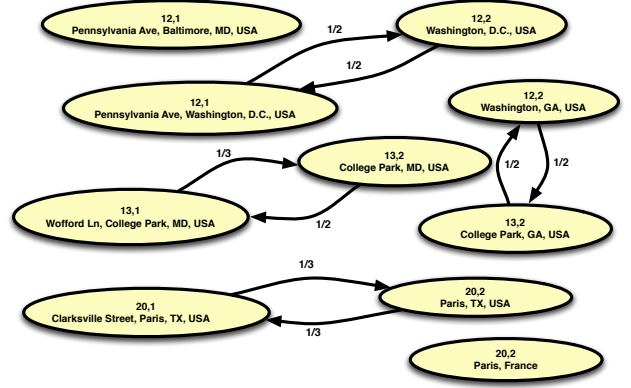 12,1
Pennsylvania Ave, Baltimore, MD, USA
12,2
Washington, D.C., USA
1/2
1/2
12,1
Pennsylvania Ave, Washington, D.C., USA
12,2
Washington, GA, USA
1/3
13,2
College Park, MD, USA
1/2
1/2
13,1
Wofford Ln, College Park, MD, USA
1/2
13,2
College Park, GA, USA
1/3
20,2
Paris, TX, USA
20,1
Clarksville Street, Paris, TX, USA
1/3
20,2
Paris, France